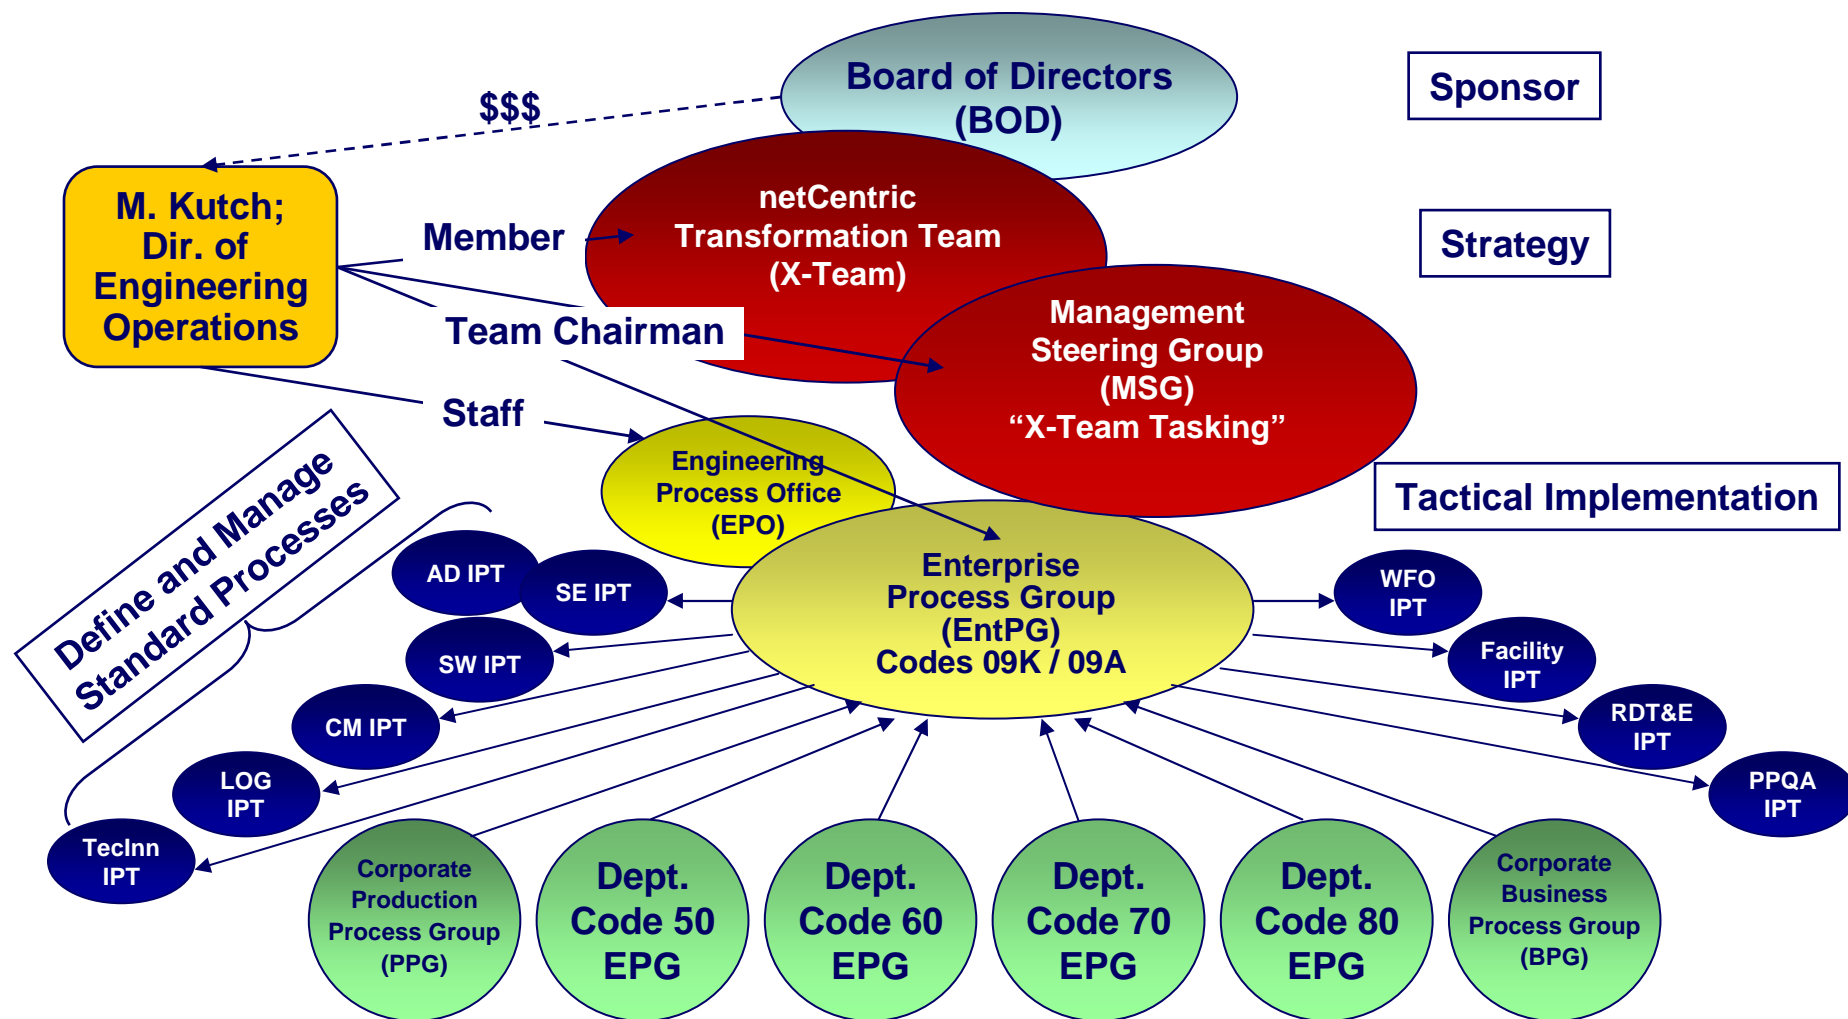 Board of Directors
(BOD)
Sponsor
$$$
M. Kutch;
Dir. of
Engineering
Operations
Member
netCentric
Transformation Team
(X-Team)
Strategy
Team Chairman
Management
Steering Group
(MSG)
“X-Team Tasking”
Staff
Engineering
Process Office
(EPO)
Tactical Implementation
Define and Manage
Standard Processes
Enterprise
Process Group
(EntPG)
Codes 09K / 09A
AD IPT
SE IPT
SW IPT
CM IPT
LOG
IPT
TecInn
IPT
WFO
IPT
Facility
IPT
RDT&E
IPT
PPQA
IPT
Corporate
Production
Process Group
(PPG)
Dept.
Code 50
EPG
Dept.
Code 60
EPG
Dept.
Code 70
EPG
Dept.
Code 80
EPG
Corporate
Business
Process Group
(BPG)